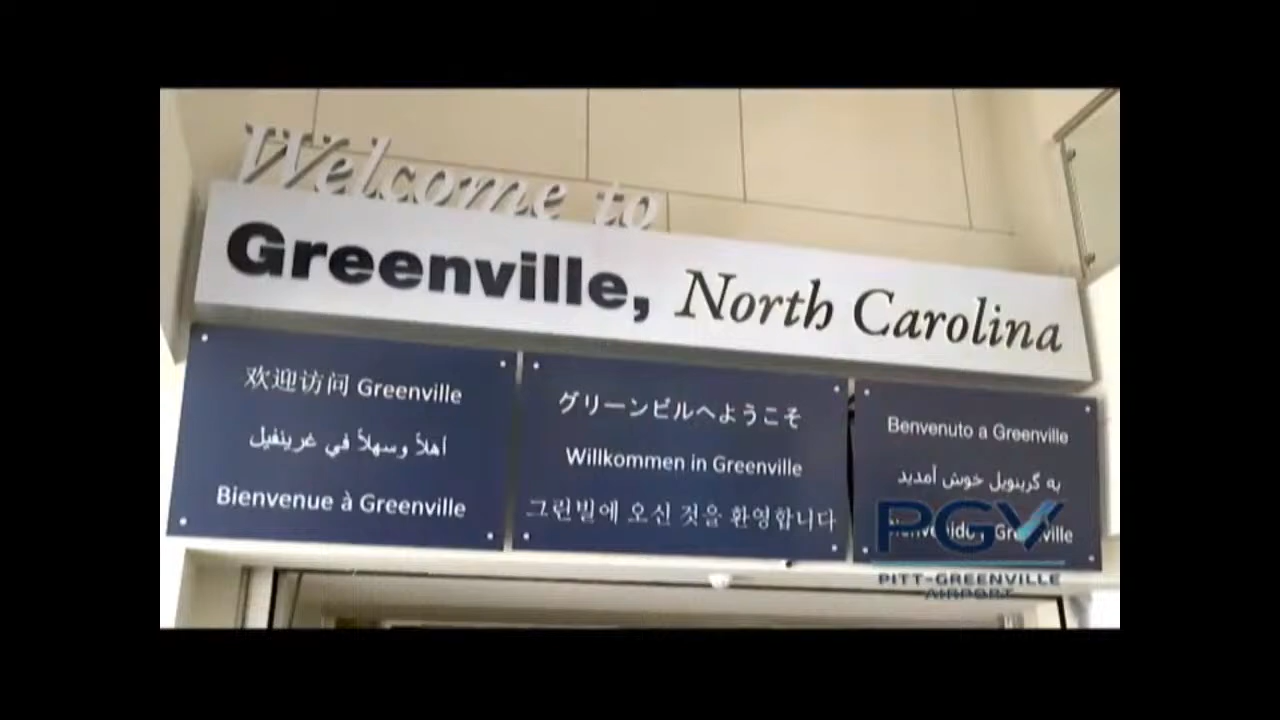 Welcome to
Greenville, North Carolina
欢迎访问 Greenville
أهلاً وسهلاً في غرينفيل
Bienvenue à Greenville
グリーンビルへようこそ
Willkommen in Greenville
그린빌에 오신 것을 환영합니다
Benvenuto a Greenville
به گرینویل خوش آمدید
Greenville
PGV
PITT-GREENVILLE
AIRPORT